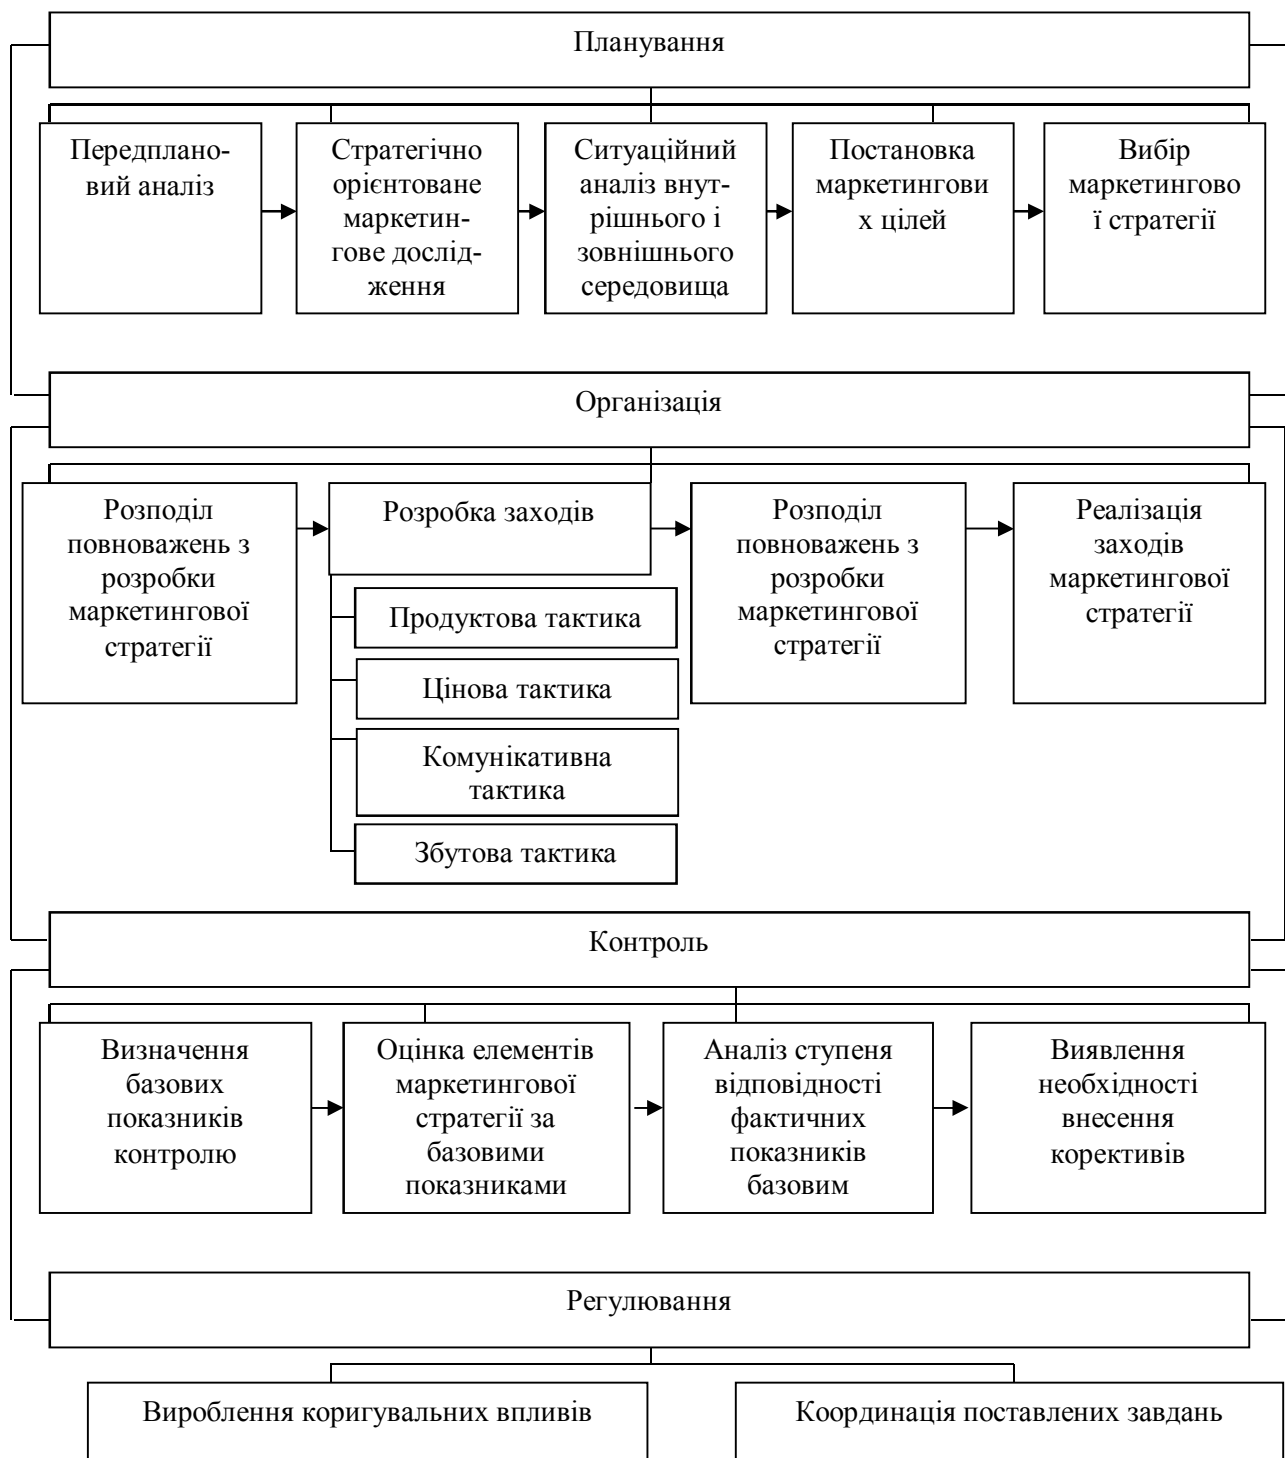 Планування
Передплано-
вий аналіз
Стратегічно
орієнтоване
маркетин-
гове дослід-
ження
Ситуаційний
аналіз внут-
рішнього і
зовнішнього
середовища
Постановка
маркетингови
х цілей
Вибір
маркетингово
ї стратегії
Організація
Розподіл
повноважень з
розробки
маркетингової
стратегії
Розробка заходів
Продуктова тактика
Цінова тактика
Комунікативна
тактика
Збутова тактика
Розподіл
повноважень з
розробки
маркетингової
стратегії
Реалізація
заходів
маркетингової
стратегії
Контроль
Визначення
базових
показників
контролю
Оцінка елементів
маркетингової
стратегії за
базовими
показниками
Аналіз ступеня
відповідності
фактичних
показників
базовим
Виявлення
необхідності
внесення
корективів
Регулювання
Вироблення коригувальних впливів
Координація поставлених завдань